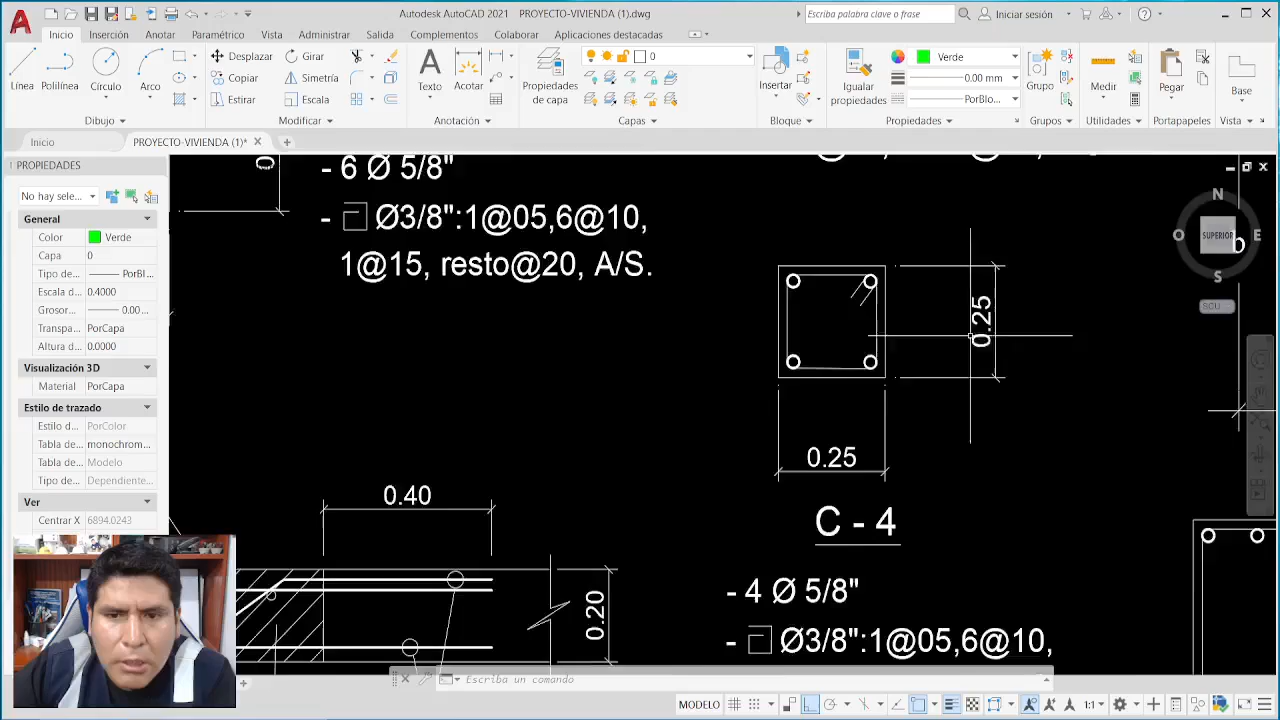 Autodesk AutoCAD 2021 PROYECTO-VIVIENDA (1).dwg
Escriba palabra clave o frase
Iniciar sesión
Inicio Inserción Anotar Paramétrico Vista Administrar Salida Complementos Colaborar Aplicaciones destacadas
Línea
Polilínea
Círculo
Arco
Desplazar
Girar
Copiar
Simetría
Estirar
Escala
Texto
Acotar
Propiedades de capa
0
Insertar
Igualar propiedades
Verde
0.00 mm
PorBlo...
Grupo
Medir
Pegar
Base
Dibujo
Modificar
Anotación
Capas
Bloque
Propiedades
Grupos
Utilidades
Portapapeles
Vista
Inicio
PROYECTO-VIVIENDA (1)*
PROPIEDADES
No hay sele...
General
Color Verde
Capa 0
Tipo de... PorBl...
Escala d... 0.4000
Grosor... 0.00 ...
Transpa... PorCapa
Altura d... 0.0000
Visualización 3D
Material PorCapa
Estilo de trazado
Estilo d... PorColor
Tabla de... monochrom...
Tabla de... Modelo
Tipo de... Dependiente...
Ver
Centrar X 6894.0243
- 6 Ø 5/8"
- Ø3/8":1@05,6@10,
1@15, resto@20, A/S.
0.25
0.25
C - 4
- 4 Ø 5/8"
- Ø3/8":1@05,6@10,
0.40
0.20
N
O
SUPERIOR
E
S
SCU
b
Escriba un comando
MODELO
1:1